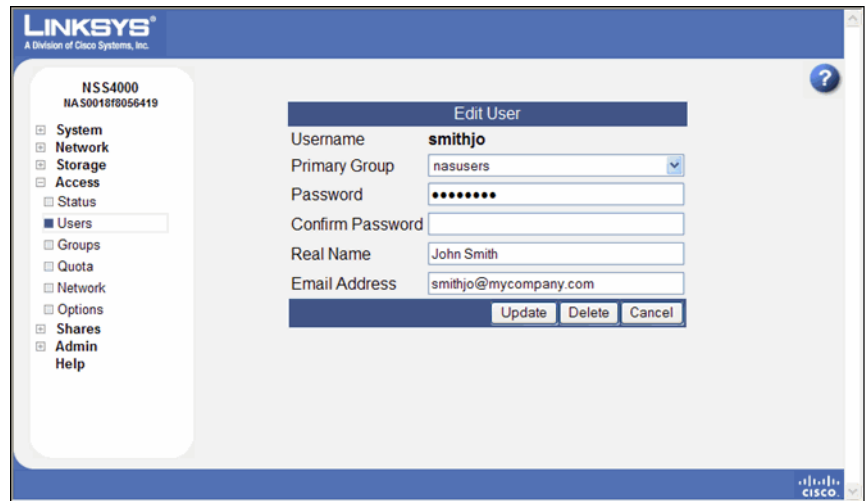 LINKSYS®
A Division of Cisco Systems, Inc.
NSS4000
NAS0018f8056419
System
Network
Storage
Access
Status
Users
Groups
Quota
Network
Options
Shares
Admin
Help
?
Edit User
Username smithjo
Primary Group nasusers
Password ••••••••
Confirm Password
Real Name John Smith
Email Address smithjo@mycompany.com
Update Delete Cancel
CISCO.